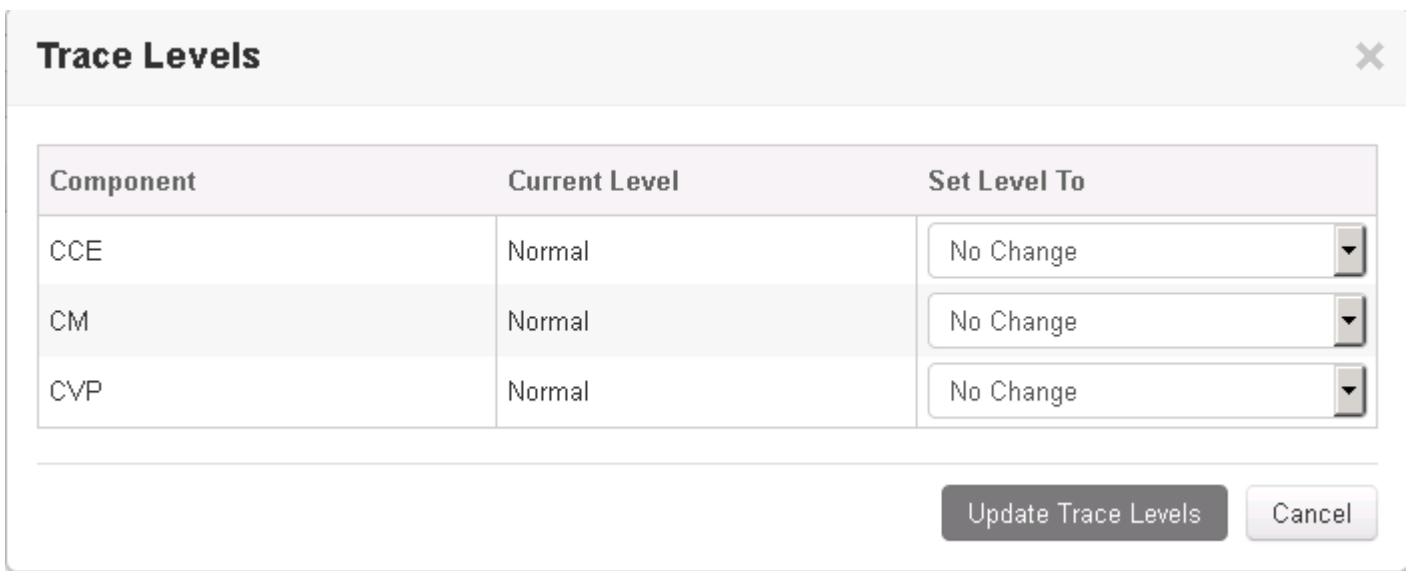 Trace Levels
Component Current Level Set Level To
CCE Normal No Change
CM Normal No Change
CVP Normal No Change
Update Trace Levels Cancel